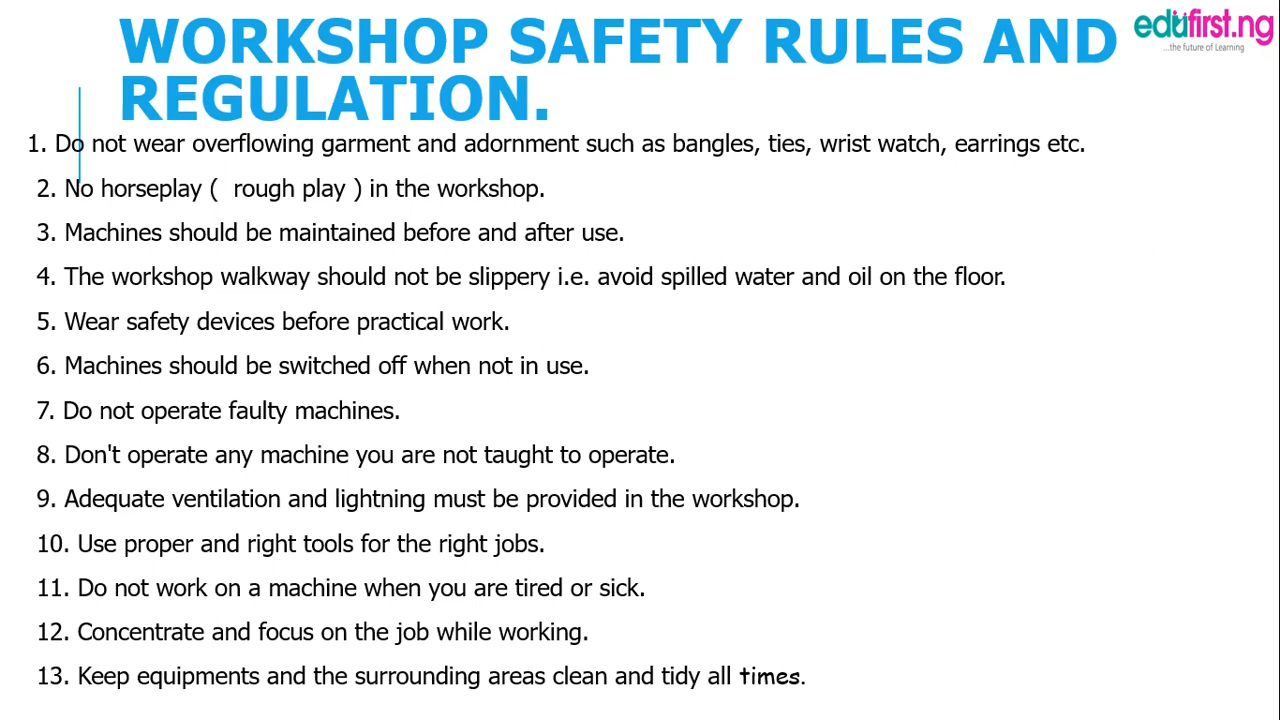 WORKSHOP SAFETY RULES AND
REGULATION.
edufirst.ng
...the future of Learning
1. Do not wear overflowing garment and adornment such as bangles, ties, wrist watch, earrings etc.
2. No horseplay (  rough play ) in the workshop.
3. Machines should be maintained before and after use.
4. The workshop walkway should not be slippery i.e. avoid spilled water and oil on the floor.
5. Wear safety devices before practical work.
6. Machines should be switched off when not in use.
7. Do not operate faulty machines.
8. Don't operate any machine you are not taught to operate.
9. Adequate ventilation and lightning must be provided in the workshop.
10. Use proper and right tools for the right jobs.
11. Do not work on a machine when you are tired or sick.
12. Concentrate and focus on the job while working.
13. Keep equipments and the surrounding areas clean and tidy all times.